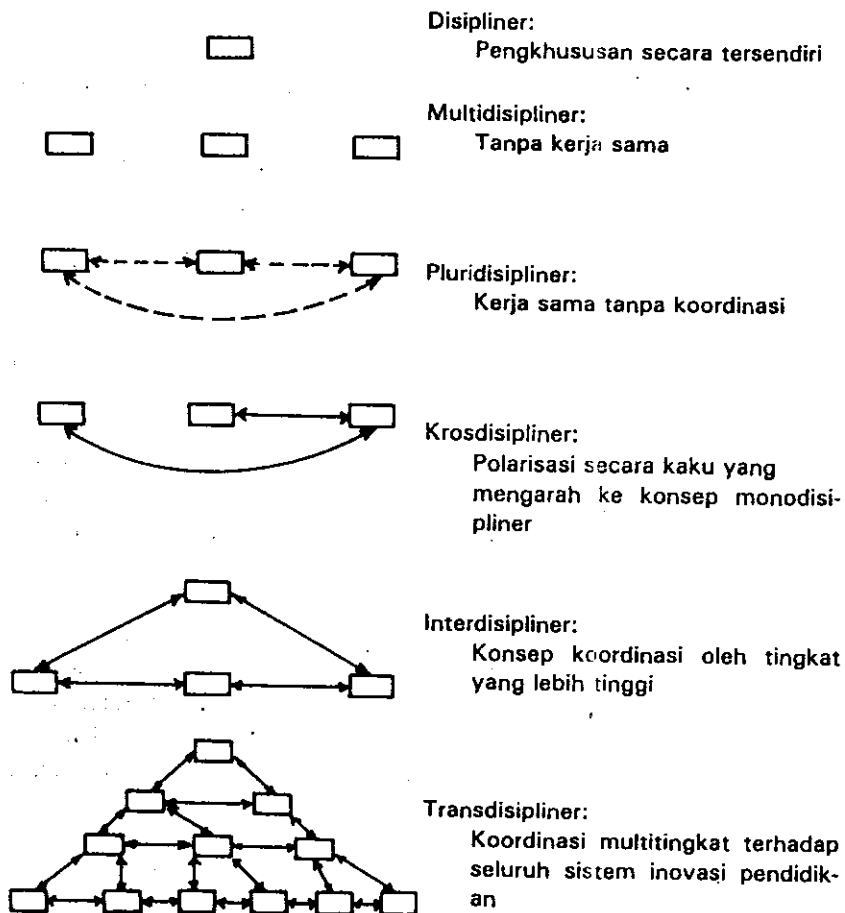 Disipliner:
Pengkhususan secara tersendiri
Multidisipliner:
Tanpa kerja sama
Pluridisipliner:
Kerja sama tanpa koordinasi
Krosdisipliner:
Polarisasi secara kaku yang
mengarah ke konsep monodisi-
pliner
Interdisipliner:
Konsep koordinasi oleh tingkat
yang lebih tinggi
Transdisipliner:
Koordinasi multitingkat terhadap
seluruh sistem inovasi pendidik-
an